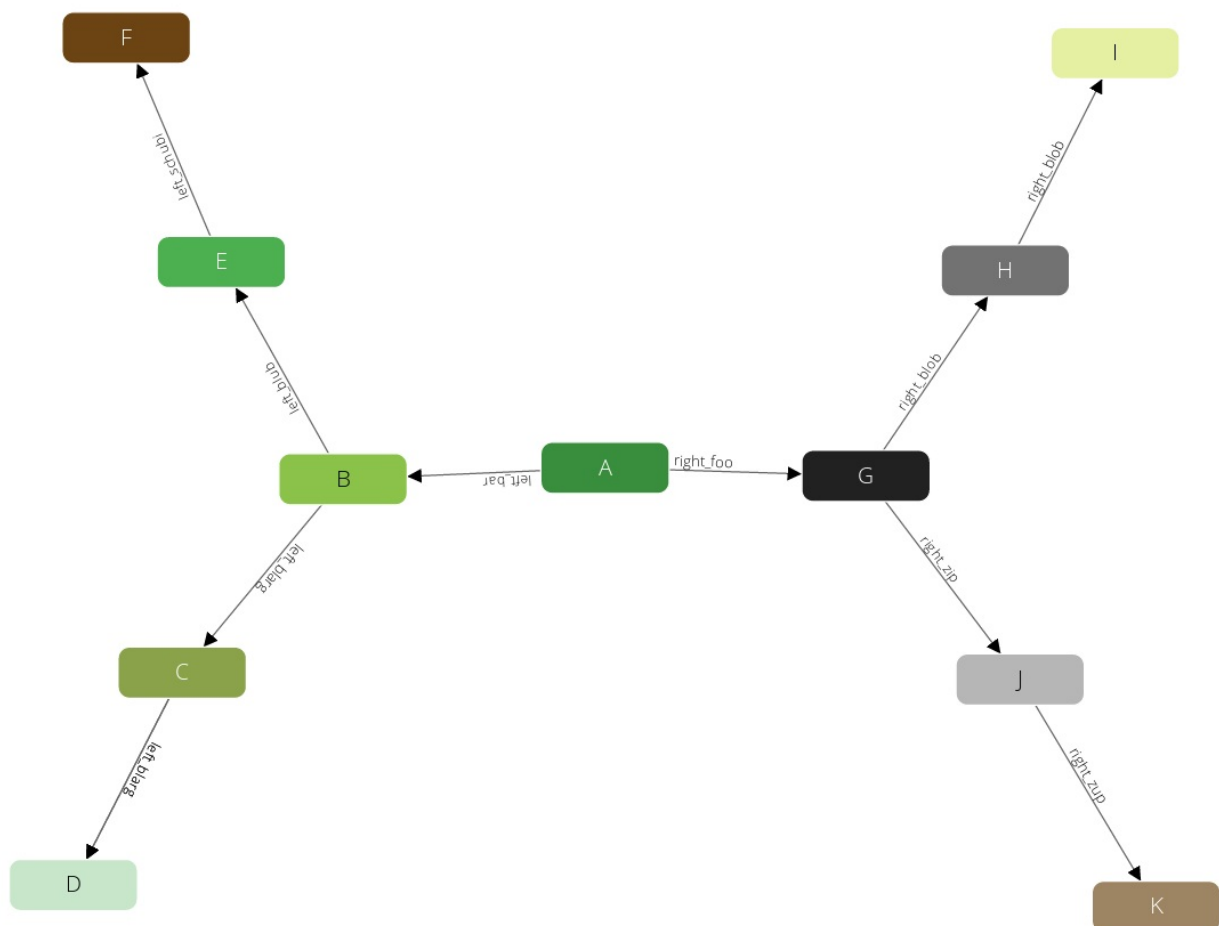 F
I
left_schubi
right_blob
E
H
left_blub
right_blob
A
right_foo
B
left_bar
G
left_blarg
right_zip
C
J
left_blarg
right_zup
D
K